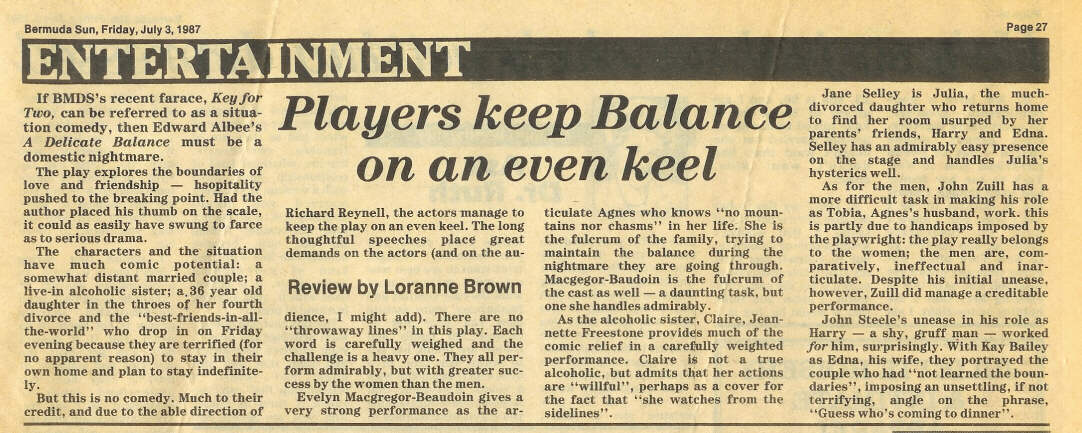 Bermuda Sun, Friday, July 3, 1987
Page 27
ENTERTAINMENT
Players keep Balance
on an even keel
If BMDS's recent farace, Key for
Two, can be referred to as a situa-
tion comedy, then Edward Albee's
A Delicate Balance must be a
domestic nightmare.
The play explores the boundaries of
love and friendship — hsopitality
pushed to the breaking point. Had the
author placed his thumb on the scale,
it could as easily have swung to farce
as to serious drama.
The characters and the situation
have much comic potential: a
somewhat distant married couple; a
live-in alcoholic sister; a 36 year old
daughter in the throes of her fourth
divorce and the "best-friends-in-all-
the-world" who drop in on Friday
evening because they are terrified (for
no apparent reason) to stay in their
own home and plan to stay indefinite-
ly.
But this is no comedy. Much to their
credit, and due to the able direction of
Richard Reynell, the actors manage to
keep the play on an even keel. The long
thoughtful speeches place great
demands on the actors (and on the au-
Review by Loranne Brown
dience, I might add). There are no
"throwaway lines" in this play. Each
word is carefully weighed and the
challenge is a heavy one. They all per-
form admirably, but with greater suc-
cess by the women than the men.
Evelyn Macgregor-Beaudoin gives a
very strong performance as the ar-
ticulate Agnes who knows "no moun-
tains nor chasms" in her life. She is
the fulcrum of the family, trying to
maintain the balance during the
nightmare they are going through.
Macgegor-Baudoin is the fulcrum of
the cast as well — a daunting task, but
one she handles admirably.
As the alcoholic sister, Claire, Jean-
nette Freestone provides much of the
comic relief in a carefully weighted
performance. Claire is not a true
alcoholic, but admits that her actions
are "willful", perhaps as a cover for
the fact that "she watches from the
sidelines".
Jane Selley is Julia, the much-
divorced daughter who returns home
to find her room usurped by her
parents' friends, Harry and Edna.
Selley has an admirably easy presence
on the stage and handles Julia's
hysterics well.
As for the men, John Zuill has a
more difficult task in making his role
as Tobia, Agnes's husband, work. this
is partly due to handicaps imposed by
the playwright: the play really belongs
to the women; the men are, com-
paratively, ineffectual and inar-
ticulate. Despite his initial unease,
however, Zuill did manage a creditable
performance.
John Steele's unease in his role as
Harry — a shy, gruff man — worked
for him, surprisingly. With Kay Bailey
as Edna, his wife, they portrayed the
couple who had "not learned the boun-
daries", imposing an unsettling, if not
terrifying, angle on the phrase,
"Guess who's coming to dinner".